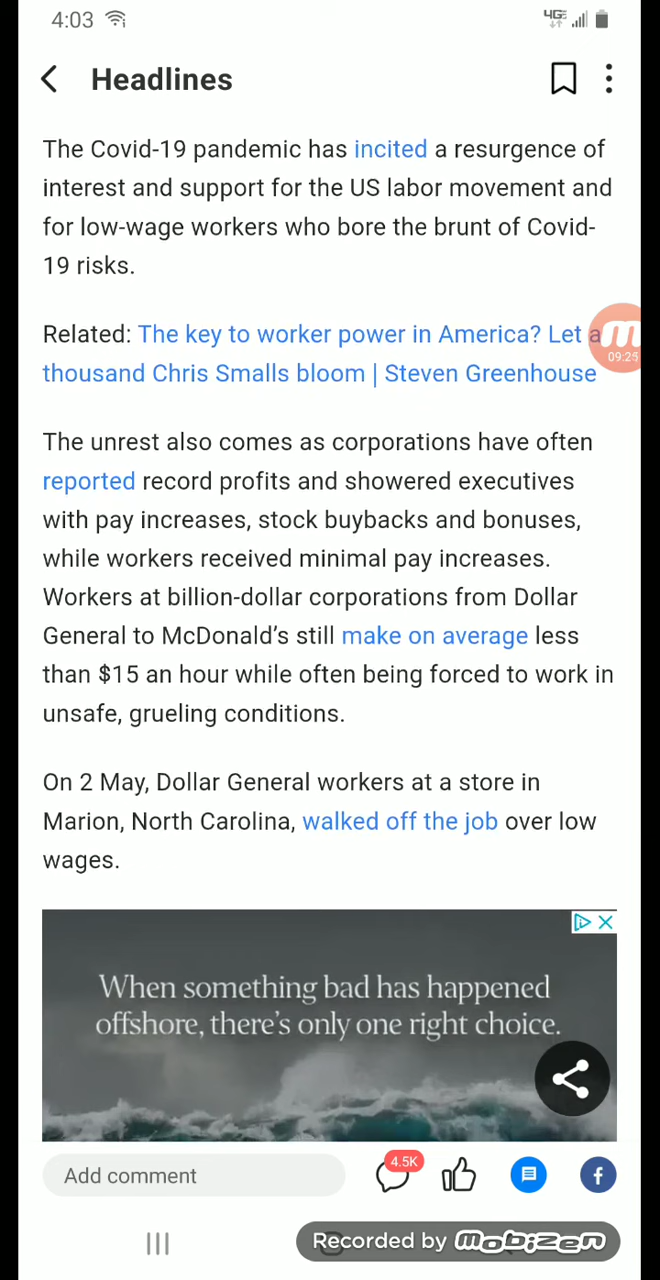 4:03
4GE
Headlines
The Covid-19 pandemic has incited a resurgence of
interest and support for the US labor movement and
for low-wage workers who bore the brunt of Covid-
19 risks.
Related: The key to worker power in America? Let a
thousand Chris Smalls bloom | Steven Greenhouse
09:25
The unrest also comes as corporations have often
reported record profits and showered executives
with pay increases, stock buybacks and bonuses,
while workers received minimal pay increases.
Workers at billion-dollar corporations from Dollar
General to McDonald's still make on average less
than $15 an hour while often being forced to work in
unsafe, grueling conditions.
On 2 May, Dollar General workers at a store in
Marion, North Carolina, walked off the job over low
wages.
When something bad has happened
offshore, there's only one right choice.
Add comment
4.5K
Recorded by mobizen